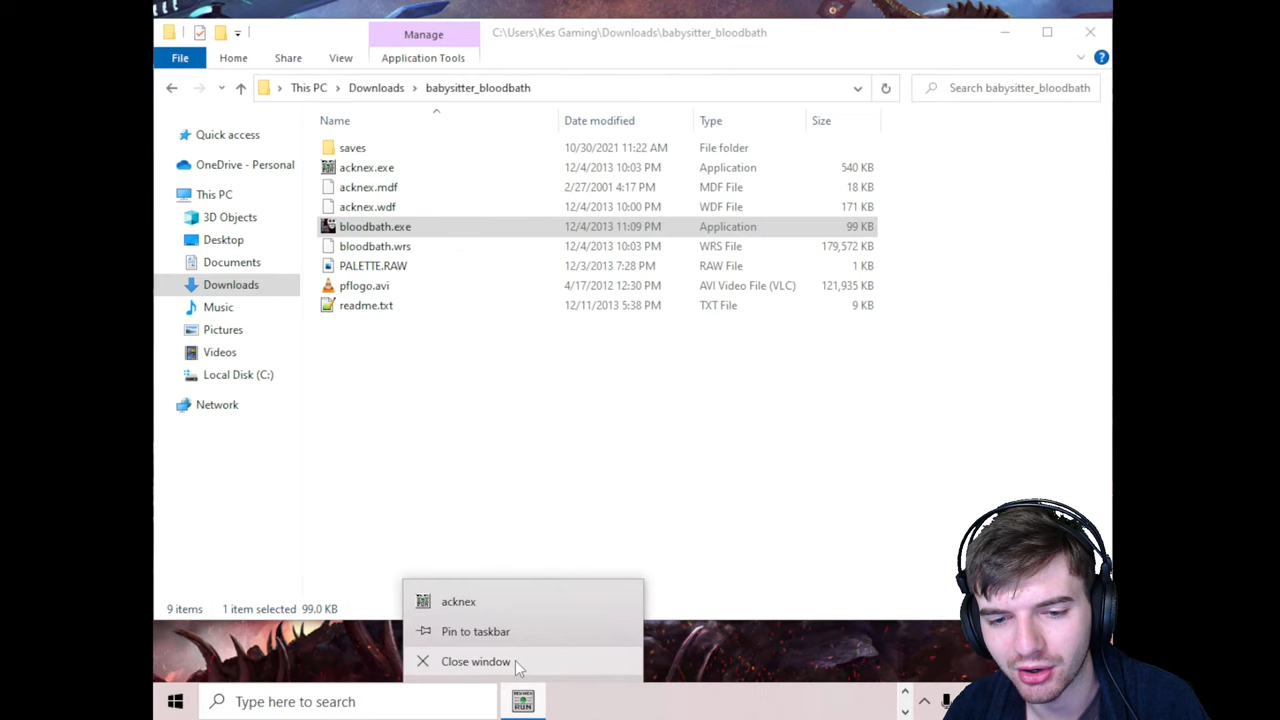 Manage
C:\Users\Kes Gaming\Downloads\babysitter_bloodbath
File Home Share View Application Tools
This PC Downloads babysitter_bloodbath
Search babysitter_bloodbath
Name Date modified Type Size
Quick access
OneDrive - Personal
This PC
3D Objects
Desktop
Documents
Downloads
Music
Pictures
Videos
Local Disk (C:)
Network
saves 10/30/2021 11:22 AM File folder
acknex.exe 12/4/2013 10:03 PM Application 540 KB
acknex.mdf 2/27/2001 4:17 PM MDF File 18 KB
acknex.wdf 12/4/2013 10:00 PM WDF File 171 KB
bloodbath.exe 12/4/2013 11:09 PM Application 99 KB
bloodbath.wrs 12/4/2013 10:03 PM WRS File 179,572 KB
PALETTE.RAW 12/3/2013 7:28 PM RAW File 1 KB
pflogo.avi 4/17/2012 12:30 PM AVI Video File (VLC) 121,935 KB
readme.txt 12/11/2013 5:38 PM TXT File 9 KB
9 items 1 item selected 99.0 KB
acknex
Pin to taskbar
Close window
Type here to search
RUN